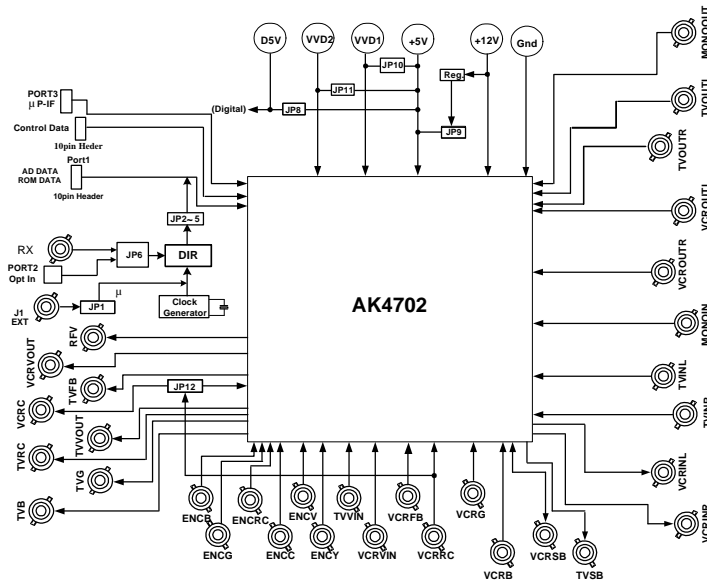 D5V
VVD2
VVD1
+5V
+12V
Gnd
MONOOUT
JP10
Reg.
JP11
PORT3
μ P-IF
(Digital)
JP8
JP9
TVOUTL
Control Data
10pin Heder
TVOUTR
Port1
AD DATA
ROM DATA
10pin Header
VCROUTL
JP2~ 5
RX
JP6
DIR
PORT2
Opt In
VCROUTR
μ
J1
EXT
JP1
Clock
Generator
AK4702
MONOIN
RFV
VCRVOUT
TVFB
TVINL
JP12
VCRC
TVINR
TVVOUT
TVRC
TVG
VCRINL
TVB
VCRINR
ENCB
ENCRC
ENCV
TVVIN
VCRFB
VCRG
ENCG
ENCC
ENCY
VCRVIN
VCRRC
VCRB
VCRSB
TVSB